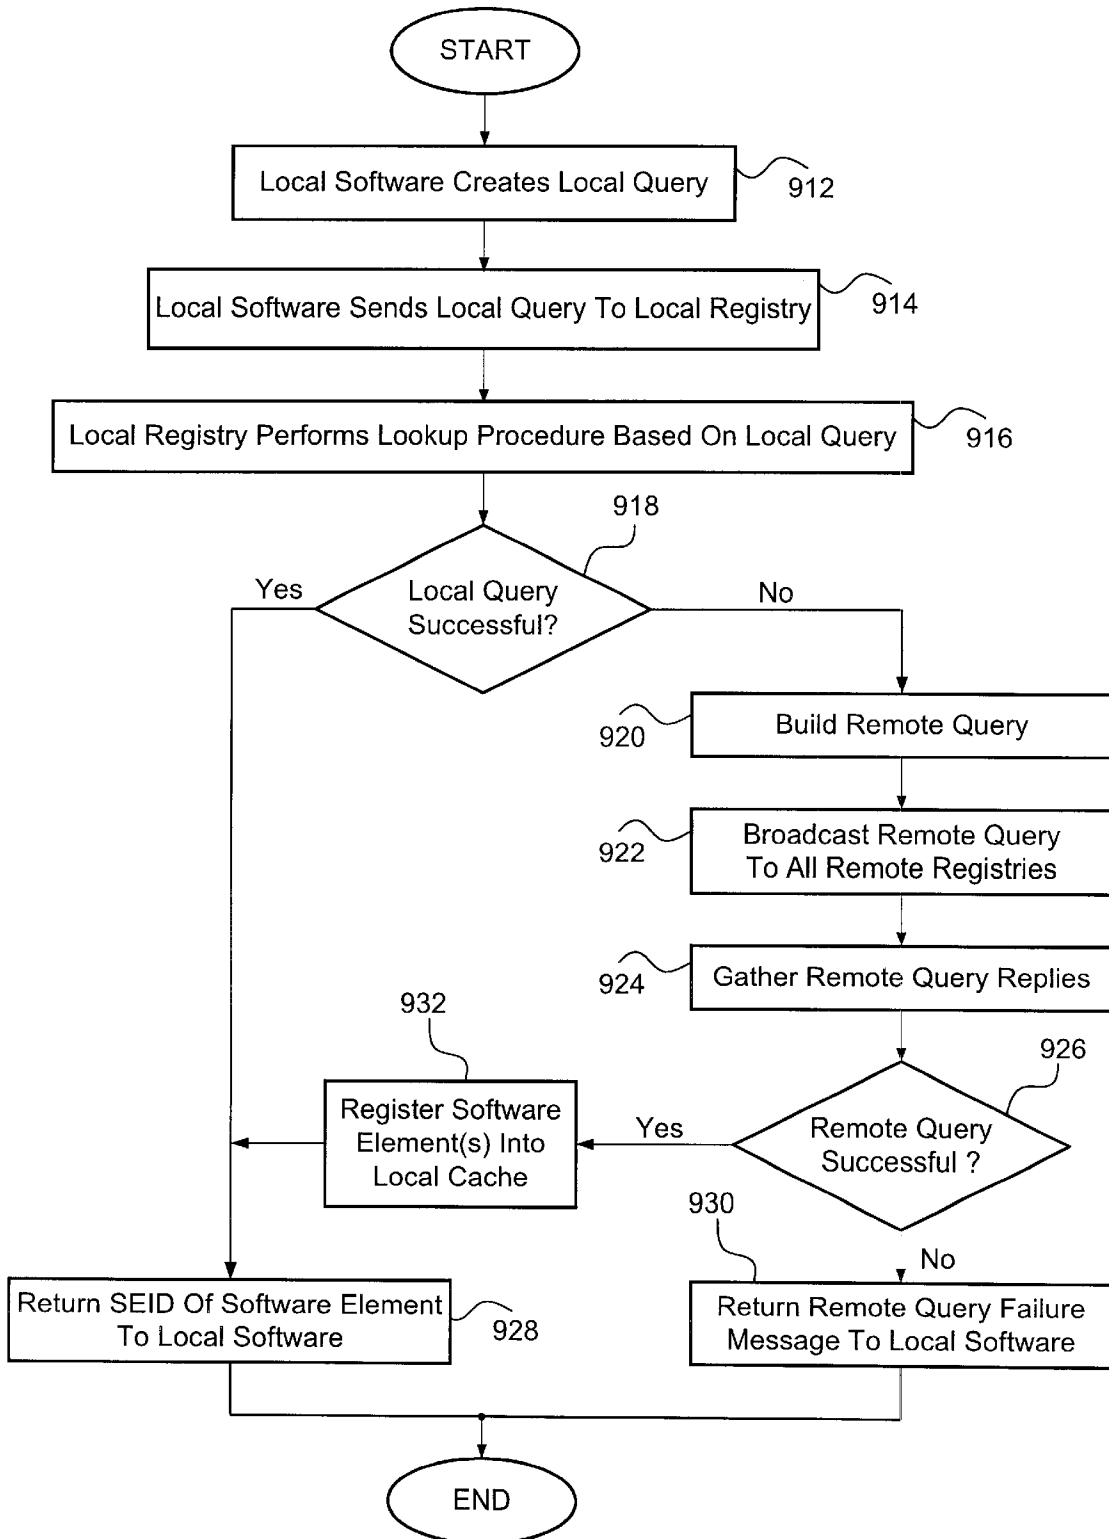 START
Local Software Creates Local Query
912
Local Software Sends Local Query To Local Registry
914
Local Registry Performs Lookup Procedure Based On Local Query
916
918
Local Query
Successful?
Yes
No
Build Remote Query
920
Broadcast Remote Query
To All Remote Registries
922
Gather Remote Query Replies
924
926
Remote Query
Successful ?
Yes
932
Register Software
Element(s) Into
Local Cache
No
930
Return Remote Query Failure
Message To Local Software
Return SEID Of Software Element
To Local Software
928
END